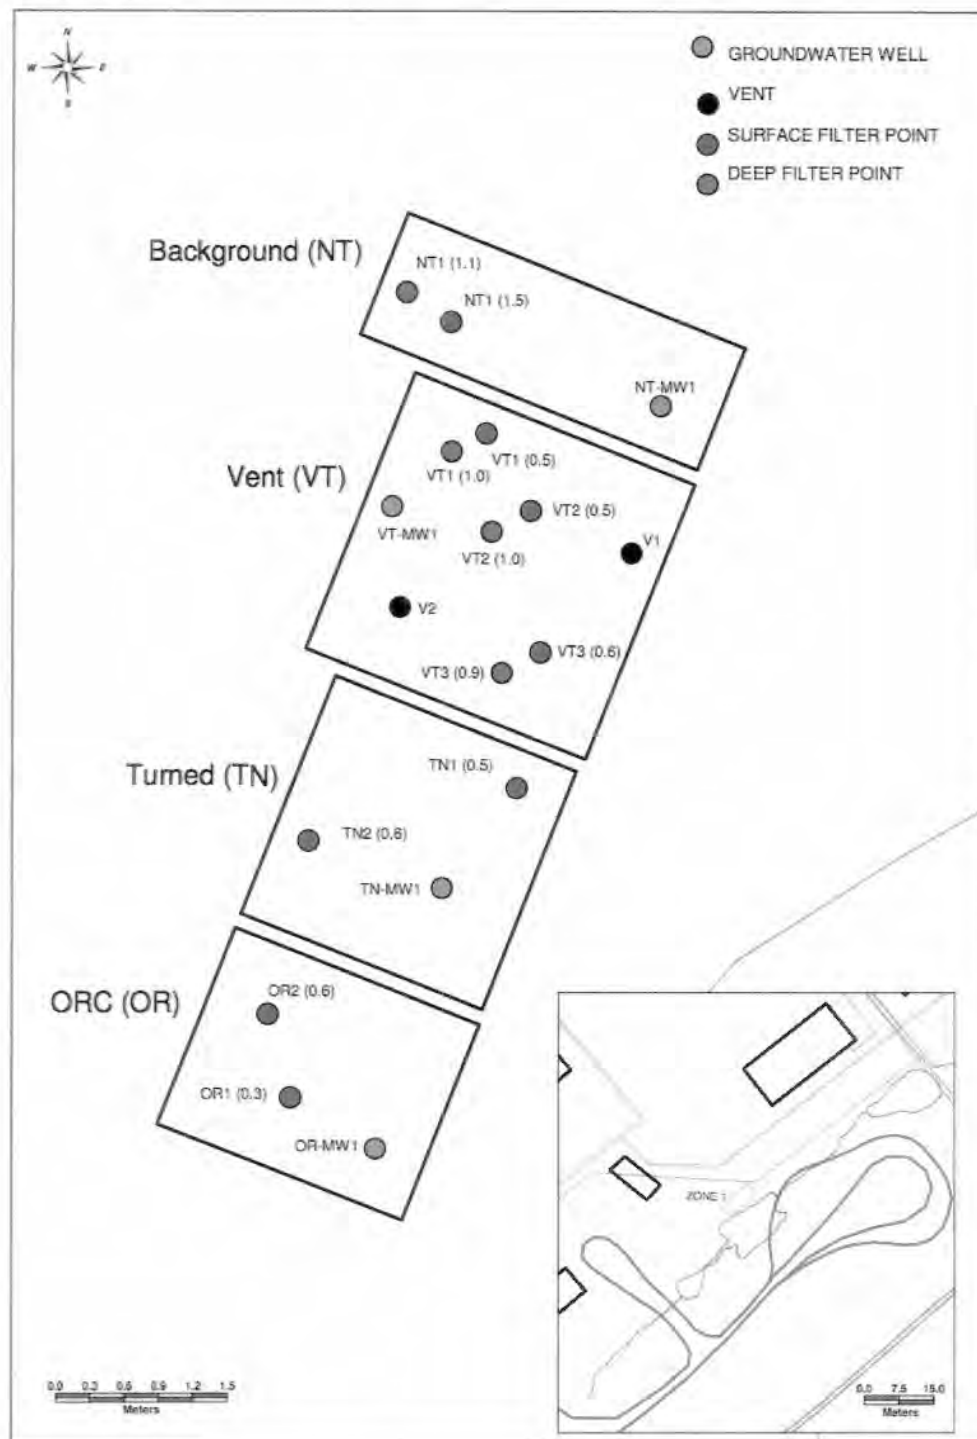 N
W
E
S
GROUNDWATER WELL
VENT
SURFACE FILTER POINT
DEEP FILTER POINT
Background (NT)
NT1 (1.1)
NT1 (1.5)
NT-MW1
Vent (VT)
VT1 (0.5)
VT1 (1.0)
VT2 (0.5)
VT-MW1
V1
VT2 (1.0)
V2
VT3 (0.6)
VT3 (0.9)
Turned (TN)
TN1 (0.5)
TN2 (0.6)
TN-MW1
ORC (OR)
OR2 (0.6)
OR1 (0.3)
OR-MW1
ZONE 1
0.0 0.3 0.6 0.9 1.2 1.5
Meters
0.0 7.5 15.0
Meters